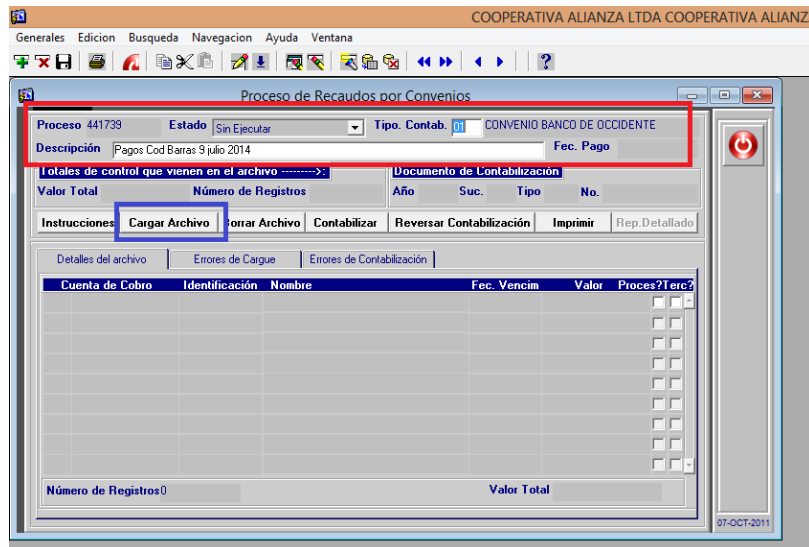 COOPERATIVA ALIANZA LTDA COOPERATIVA ALIANZ
Generales Edicion Busqueda Navegacion Ayuda Ventana
?
Proceso de Recaudos por Convenios
Proceso 441739 Estado Sin Ejecutar Tipo. Contab. 01 CONVENIO BANCO DE OCCIDENTE
Descripción Pagos Cod Barras 9 julio 2014 Fec. Pago
Totales de control que vienen en el archivo --------->: Documento de Contabilización
Valor Total Número de Registros Año Suc. Tipo No.
Instrucciones Cargar Archivo Borrar Archivo Contabilizar Reversar Contabilización Imprimir Rep.Detallado
Detalles del archivo Errores de Cargue Errores de Contabilización
Cuenta de Cobro Identificación Nombre Fec. Vencim Valor Proces?Terc?
Número de Registros 0 Valor Total
07-OCT-2011